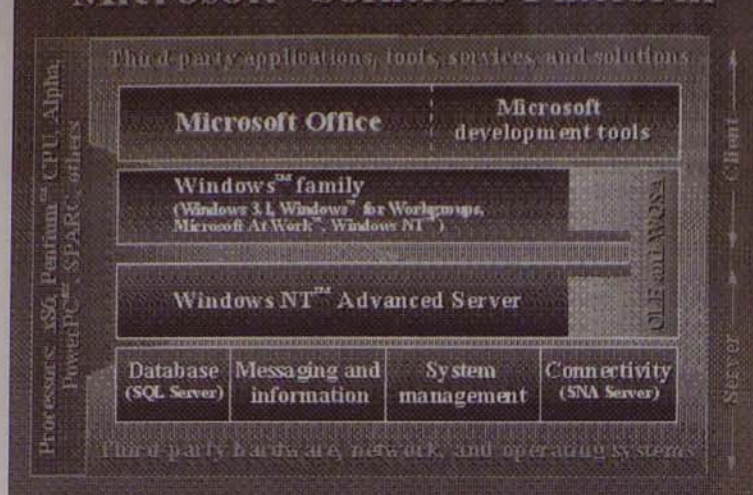 Microsoft Solutions Platform
Third-party applications, tools, services, and solutions
Microsoft Office
Microsoft
development tools
Windows™ family
(Windows 3.1, Windows™ for Workgroups,
Microsoft At Work™, Windows NT™)
Windows NT™ Advanced Server
OLE and WOSA
Database
(SQL Server)
Messaging and
information
System
management
Connectivity
(SNA Server)
Third-party hardware, network, and operating systems
Processors: x86, Pentium™ CPU, Alpha,
PowerPC™, SPARC, others
Client
Server